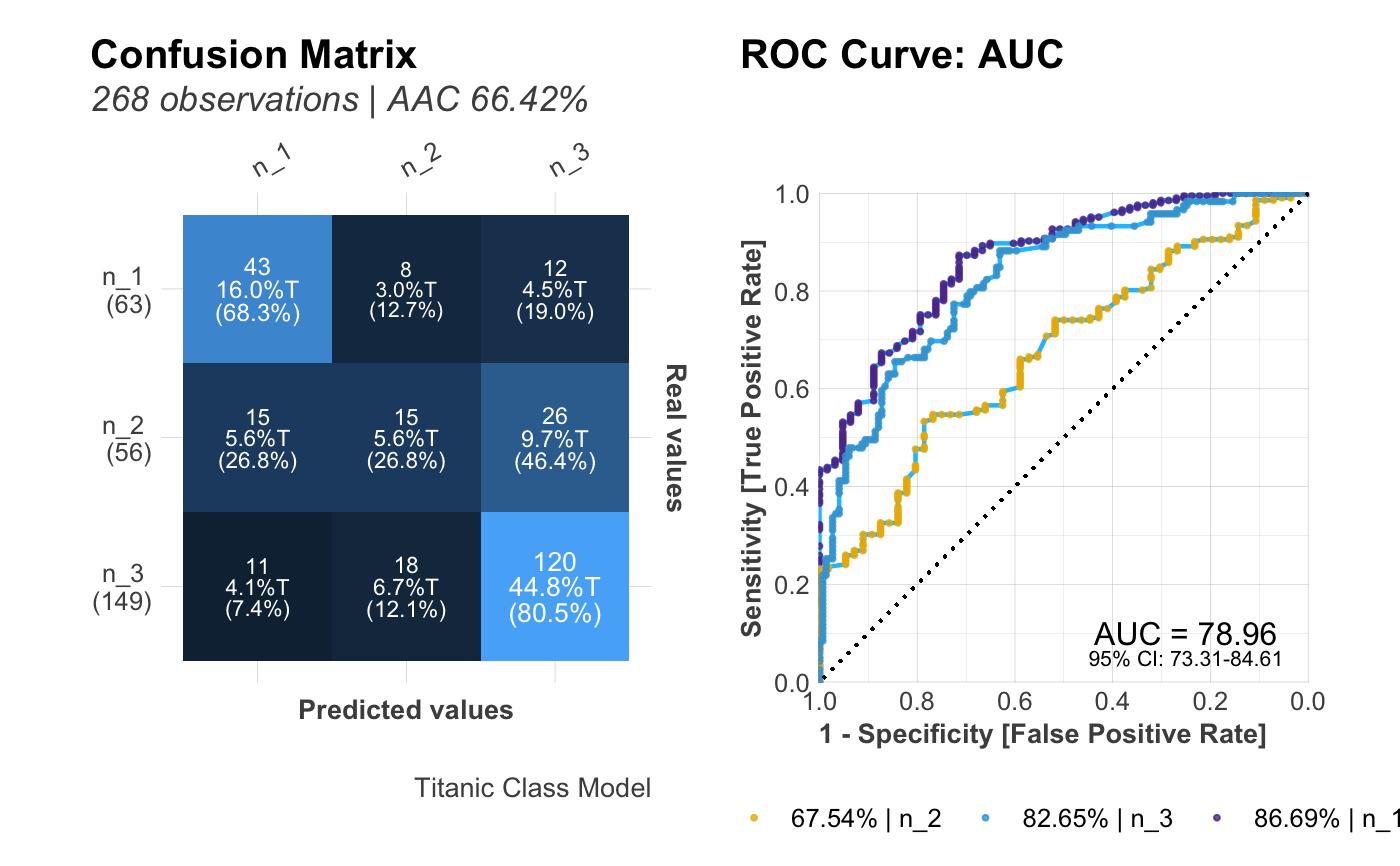 Confusion Matrix
268 observations | AAC 66.42%
n_1
n_2
n_3
n_1
(63)
43
16.0%T
(68.3%)
8
3.0%T
(12.7%)
12
4.5%T
(19.0%)
n_2
(56)
15
5.6%T
(26.8%)
15
5.6%T
(26.8%)
26
9.7%T
(46.4%)
n_3
(149)
11
4.1%T
(7.4%)
18
6.7%T
(12.1%)
120
44.8%T
(80.5%)
Real values
Predicted values
Titanic Class Model
ROC Curve: AUC
Sensitivity [True Positive Rate]
1.0
0.8
0.6
0.4
0.2
0.0
AUC = 78.96
95% CI: 73.31-84.61
1.0
0.8
0.6
0.4
0.2
0.0
1 - Specificity [False Positive Rate]
67.54% | n_2
82.65% | n_3
86.69% | n_1